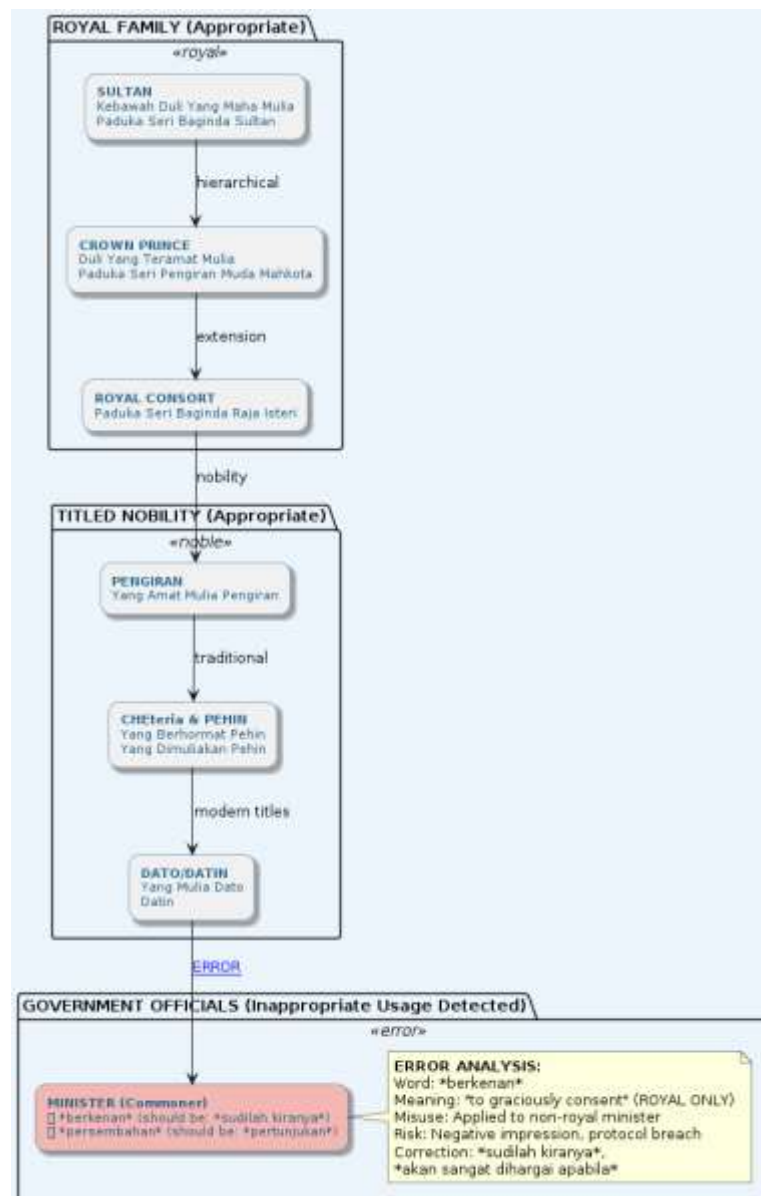 ROYAL FAMILY (Appropriate)
«royal»
SULTAN
Kebawah Duli Yang Maha Mulia
Paduka Seri Baginda Sultan
hierarchical
CROWN PRINCE
Duli Yang Teramat Mulia
Paduka Seri Pengiran Muda Mahkota
extension
ROYAL CONSORT
Paduka Seri Baginda Raja Isteri
nobility
TITLED NOBILITY (Appropriate)
«noble»
PENGIRAN
Yang Amat Mulia Pengiran
traditional
CHEteria & PEHIN
Yang Berhormat Pehin
Yang Dimuliakan Pehin
modern titles
DATO/DATIN
Yang Mulia Dato
Datin
ERROR
GOVERNMENT OFFICIALS (Inappropriate Usage Detected)
«error»
MINISTER (Commoner)
*berkenan* (should be: *sudilah kiranya*)
*persembahan* (should be: *pertunjukan*)
ERROR ANALYSIS:
Word: *berkenan*
Meaning: "to graciously consent" (ROYAL ONLY)
Misuse: Applied to non-royal minister
Risk: Negative impression, protocol breach
Correction: *sudilah kiranya*,
*akan sangat dihargai apabila*